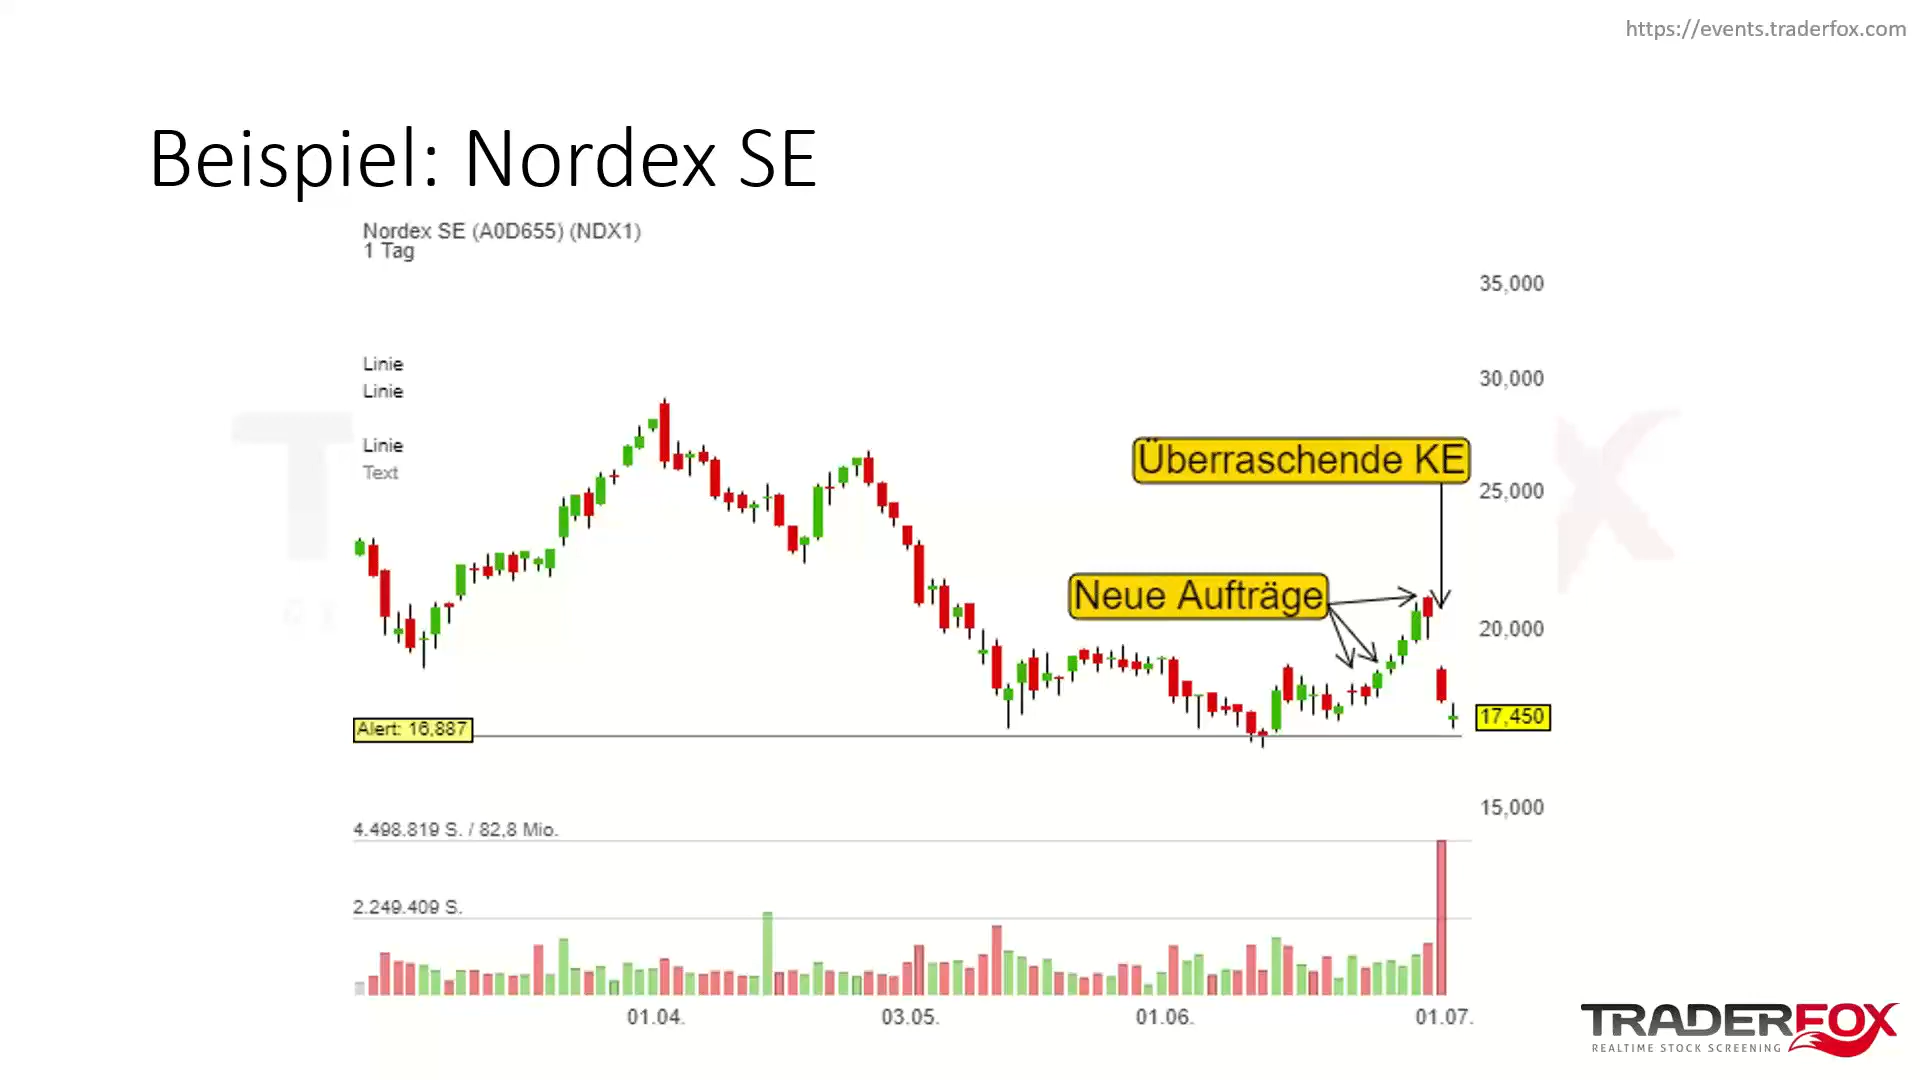 https://events.traderfox.com
Beispiel: Nordex SE
Nordex SE (A0D655) (NDX1)
1 Tag
35,000
Linie
30,000
Linie
Linie
Überraschende KE
Text
25,000
Neue Aufträge
20,000
Alert: 16,887
17,450
15,000
4.498.819 S. / 82,8 Mio.
2.249.409 S.
01.04.
03.05.
01.06.
01.07.
TRADERFOX
REALTIME STOCK SCREENING